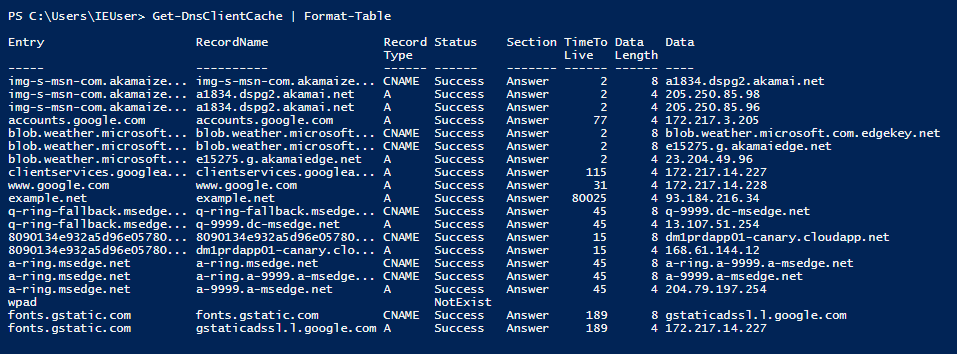 PS C:\Users\IEUser> Get-DnsClientCache | Format-Table
Entry RecordName Record Status Section TimeTo Data Data
Type Live Length
----- ---------- ------ ------ ------- ------ ------ ----
img-s-msn-com.akamaize... img-s-msn-com.akamaize... CNAME Success Answer 2 8 a1834.dspg2.akamai.net
img-s-msn-com.akamaize... a1834.dspg2.akamai.net A Success Answer 2 4 205.250.85.98
img-s-msn-com.akamaize... a1834.dspg2.akamai.net A Success Answer 2 4 205.250.85.96
accounts.google.com accounts.google.com A Success Answer 77 4 172.217.3.205
blob.weather.microsoft... blob.weather.microsoft... CNAME Success Answer 2 8 blob.weather.microsoft.com.edgekey.net
blob.weather.microsoft... blob.weather.microsoft... CNAME Success Answer 2 8 e15275.g.akamaiedge.net
blob.weather.microsoft... e15275.g.akamaiedge.net A Success Answer 2 4 23.204.49.96
clientservices.googlea... clientservices.googlea... A Success Answer 115 4 172.217.14.227
www.google.com www.google.com A Success Answer 31 4 172.217.14.228
example.net example.net A Success Answer 80025 4 93.184.216.34
q-ring-fallback.msedge... q-ring-fallback.msedge... CNAME Success Answer 45 8 q-9999.dc-msedge.net
q-ring-fallback.msedge... q-9999.dc-msedge.net A Success Answer 45 4 13.107.51.254
8090134e932a5d96e05780... 8090134e932a5d96e05780... CNAME Success Answer 15 8 dm1prdapp01-canary.cloudapp.net
8090134e932a5d96e05780... dm1prdapp01-canary.clo... A Success Answer 15 4 168.61.144.12
a-ring.msedge.net a-ring.msedge.net CNAME Success Answer 45 8 a-ring.a-9999.a-msedge.net
a-ring.msedge.net a-ring.a-9999.a-msedge... CNAME Success Answer 45 8 a-9999.a-msedge.net
a-ring.msedge.net a-9999.a-msedge.net A Success Answer 45 4 204.79.197.254
wpad NotExist
fonts.gstatic.com fonts.gstatic.com CNAME Success Answer 189 8 gstaticadssl.l.google.com
fonts.gstatic.com gstaticadssl.l.google.com A Success Answer 189 4 172.217.14.227